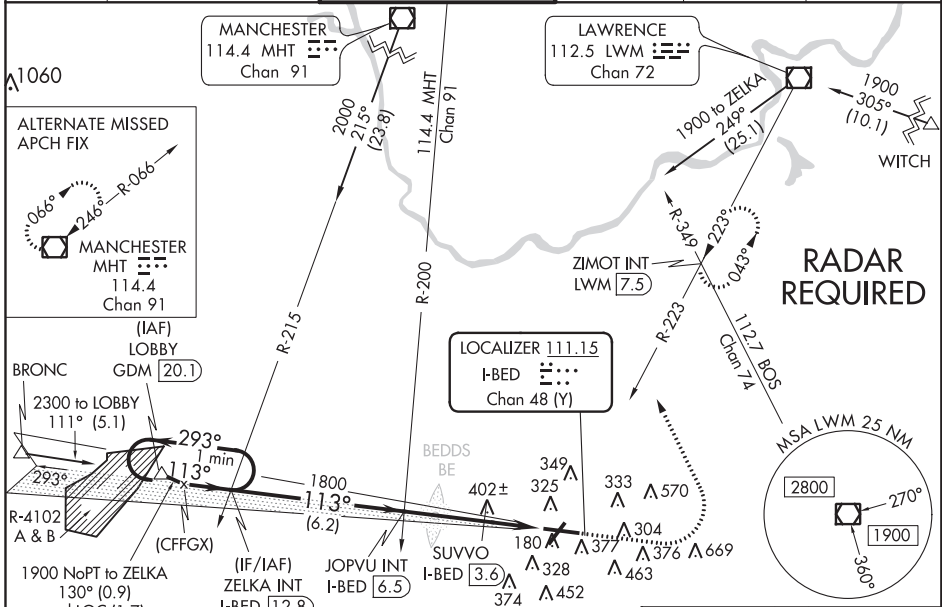 MANCHESTER
114.4 MHT
Chan 91
LAWRENCE
112.5 LWM
Chan 72
1060
2000
215°
(23.8)
114.4 MHT
Chan 91
1900 to ZELKA
249°
(25.1)
1900
305°
(10.1)
WITCH
ALTERNATE MISSED
APCH FIX
066°
246°
R-066
MANCHESTER
MHT
114.4
Chan 91
R-349
223°
043°
ZIMOT INT
LWM 7.5
RADAR
REQUIRED
R-200
R-215
R-223
112.7 BOS
Chan 74
(IAF)
LOBBY
GDM 20.1
LOCALIZER 111.15
I-BED
Chan 48 (Y)
BRONC
2300 to LOBBY
111° (5.1)
293°
1 min
113°
293°
1800
113°
(6.2)
BEDDS
BE
R-4102
A & B
(CFFGX)
402±
349
325
333
570
304
180
377
376
669
328
463
374
452
MSA LWM 25 NM
2800
270°
1900
360°
(IF/IAF)
ZELKA INT
I-BED 12.8
JOPVU INT
I-BED 6.5
SUVVO
I-BED 3.6
1900 NoPT to ZELKA
130° (0.9)